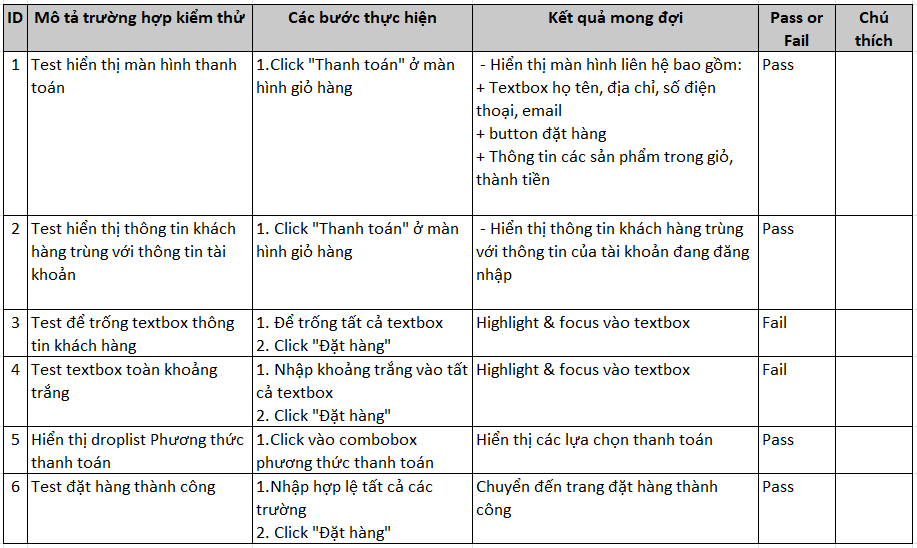 ID Mô tả trường hợp kiểm thử Các bước thực hiện Kết quả mong đợi Pass or Fail Chú thích
1 Test hiển thị màn hình thanh toán
1.Click "Thanh toán" ở màn hình giỏ hàng
- Hiển thị màn hình liên hệ bao gồm:
+ Textbox họ tên, địa chỉ, số điện thoại, email
+ button đặt hàng
+ Thông tin các sản phẩm trong giỏ, thành tiền
Pass
2 Test hiển thị thông tin khách hàng trùng với thông tin tài khoản
1. Click "Thanh toán" ở màn hình giỏ hàng
- Hiển thị thông tin khách hàng trùng với thông tin của tài khoản đang đăng nhập
Pass
3 Test để trống textbox thông tin khách hàng
1. Để trống tất cả textbox
2. Click "Đặt hàng"
Highlight & focus vào textbox
Fail
4 Test textbox toàn khoảng trắng
1. Nhập khoảng trắng vào tất cả textbox
2. Click "Đặt hàng"
Highlight & focus vào textbox
Fail
5 Hiển thị droplist Phương thức thanh toán
1.Click vào combobox phương thức thanh toán
Hiển thị các lựa chọn thanh toán
Pass
6 Test đặt hàng thành công
1.Nhập hợp lệ tất cả các trường
2. Click "Đặt hàng"
Chuyển đến trang đặt hàng thành công
Pass